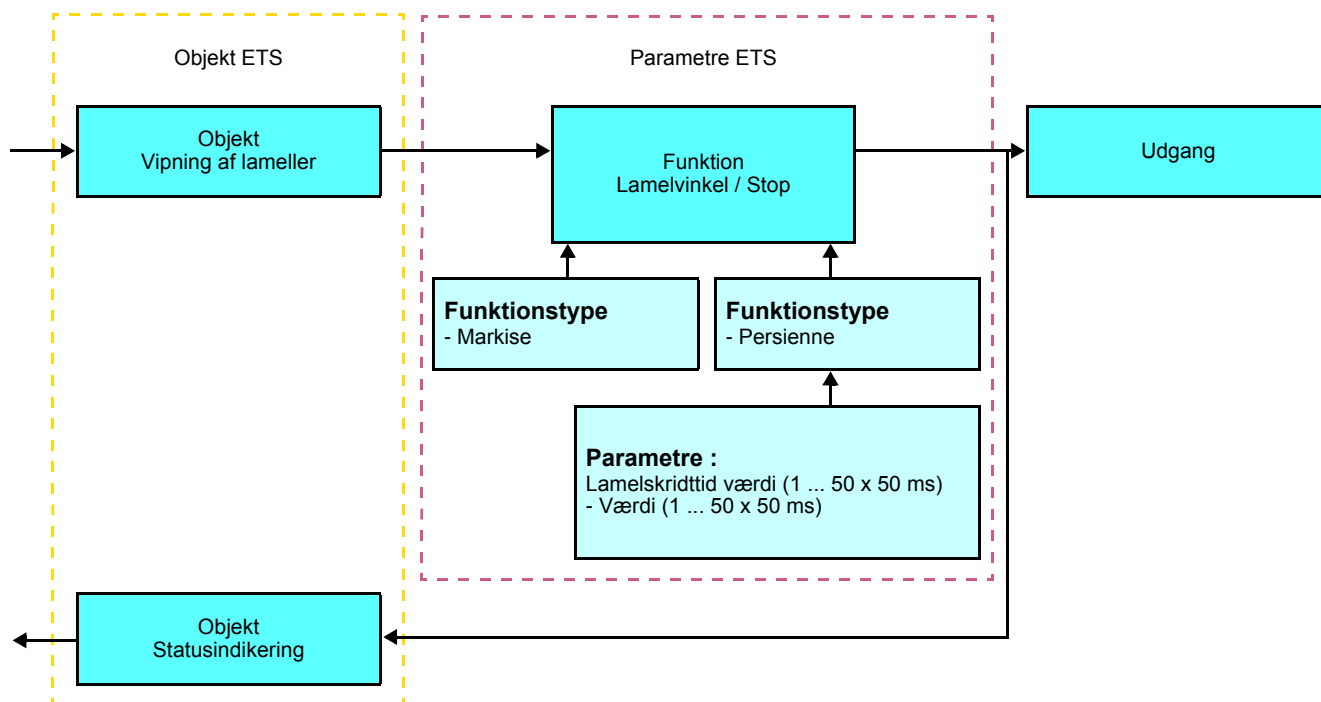 Objekt ETS
Parametre ETS
Objekt
Vipning af lameller
Funktion
Lamelvinkel / Stop
Udgang
Funktionstype
- Markise
Funktionstype
- Persienne
Parametre :
Lamelskridttid værdi (1 ... 50 x 50 ms)
- Værdi (1 ... 50 x 50 ms)
Objekt
Statusindikering